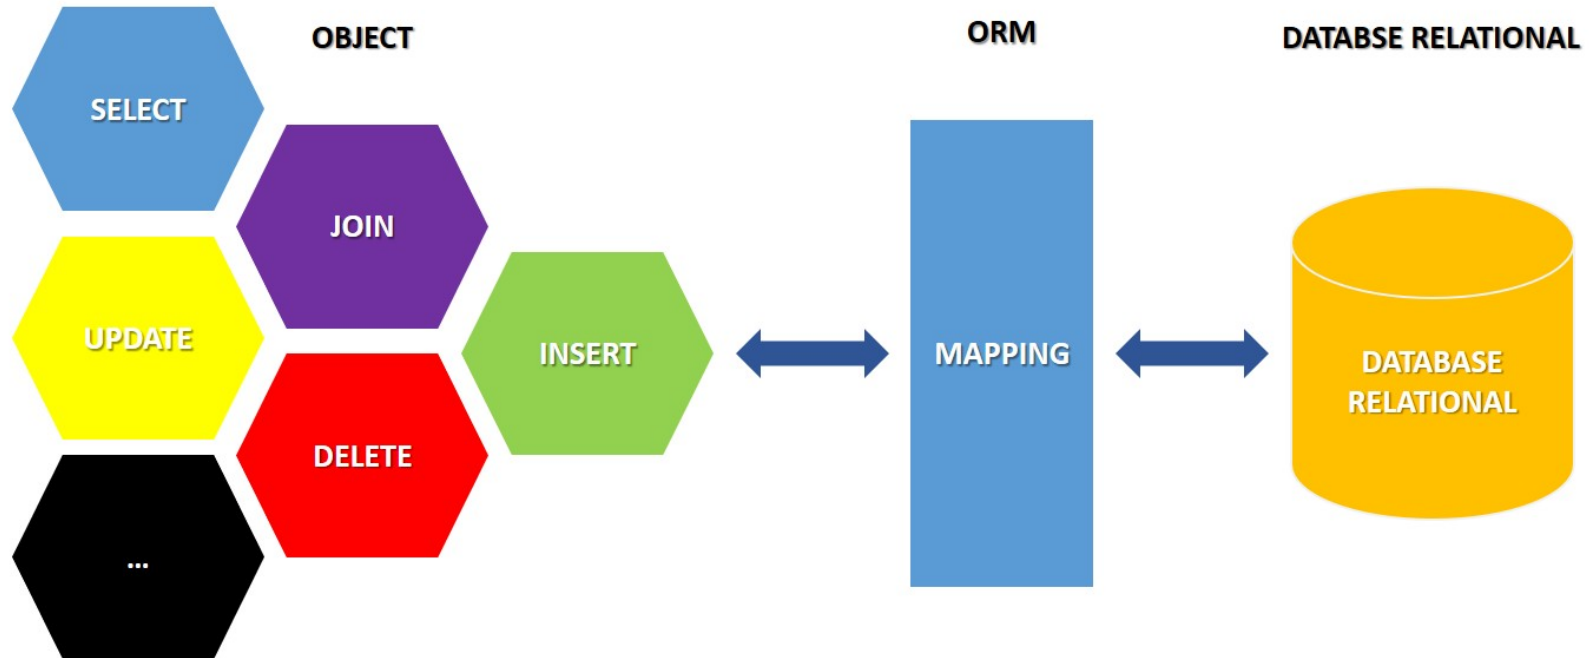 OBJECT
ORM
DATABSE RELATIONAL
SELECT
JOIN
UPDATE
INSERT
DELETE
...
MAPPING
DATABASE
RELATIONAL